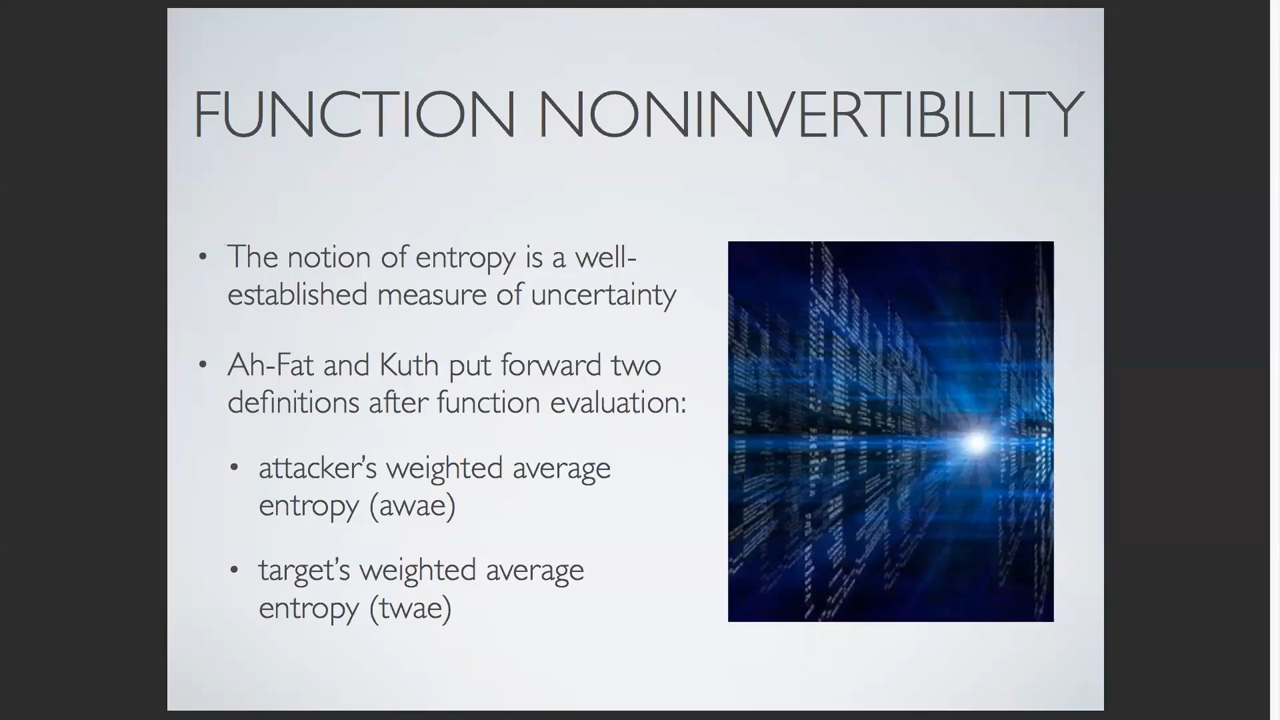 FUNCTION NONINVERTIBILITY
• The notion of entropy is a well-
established measure of uncertainty
• Ah-Fat and Kuth put forward two
definitions after function evaluation:
• attacker's weighted average
entropy (awae)
• target's weighted average
entropy (twae)